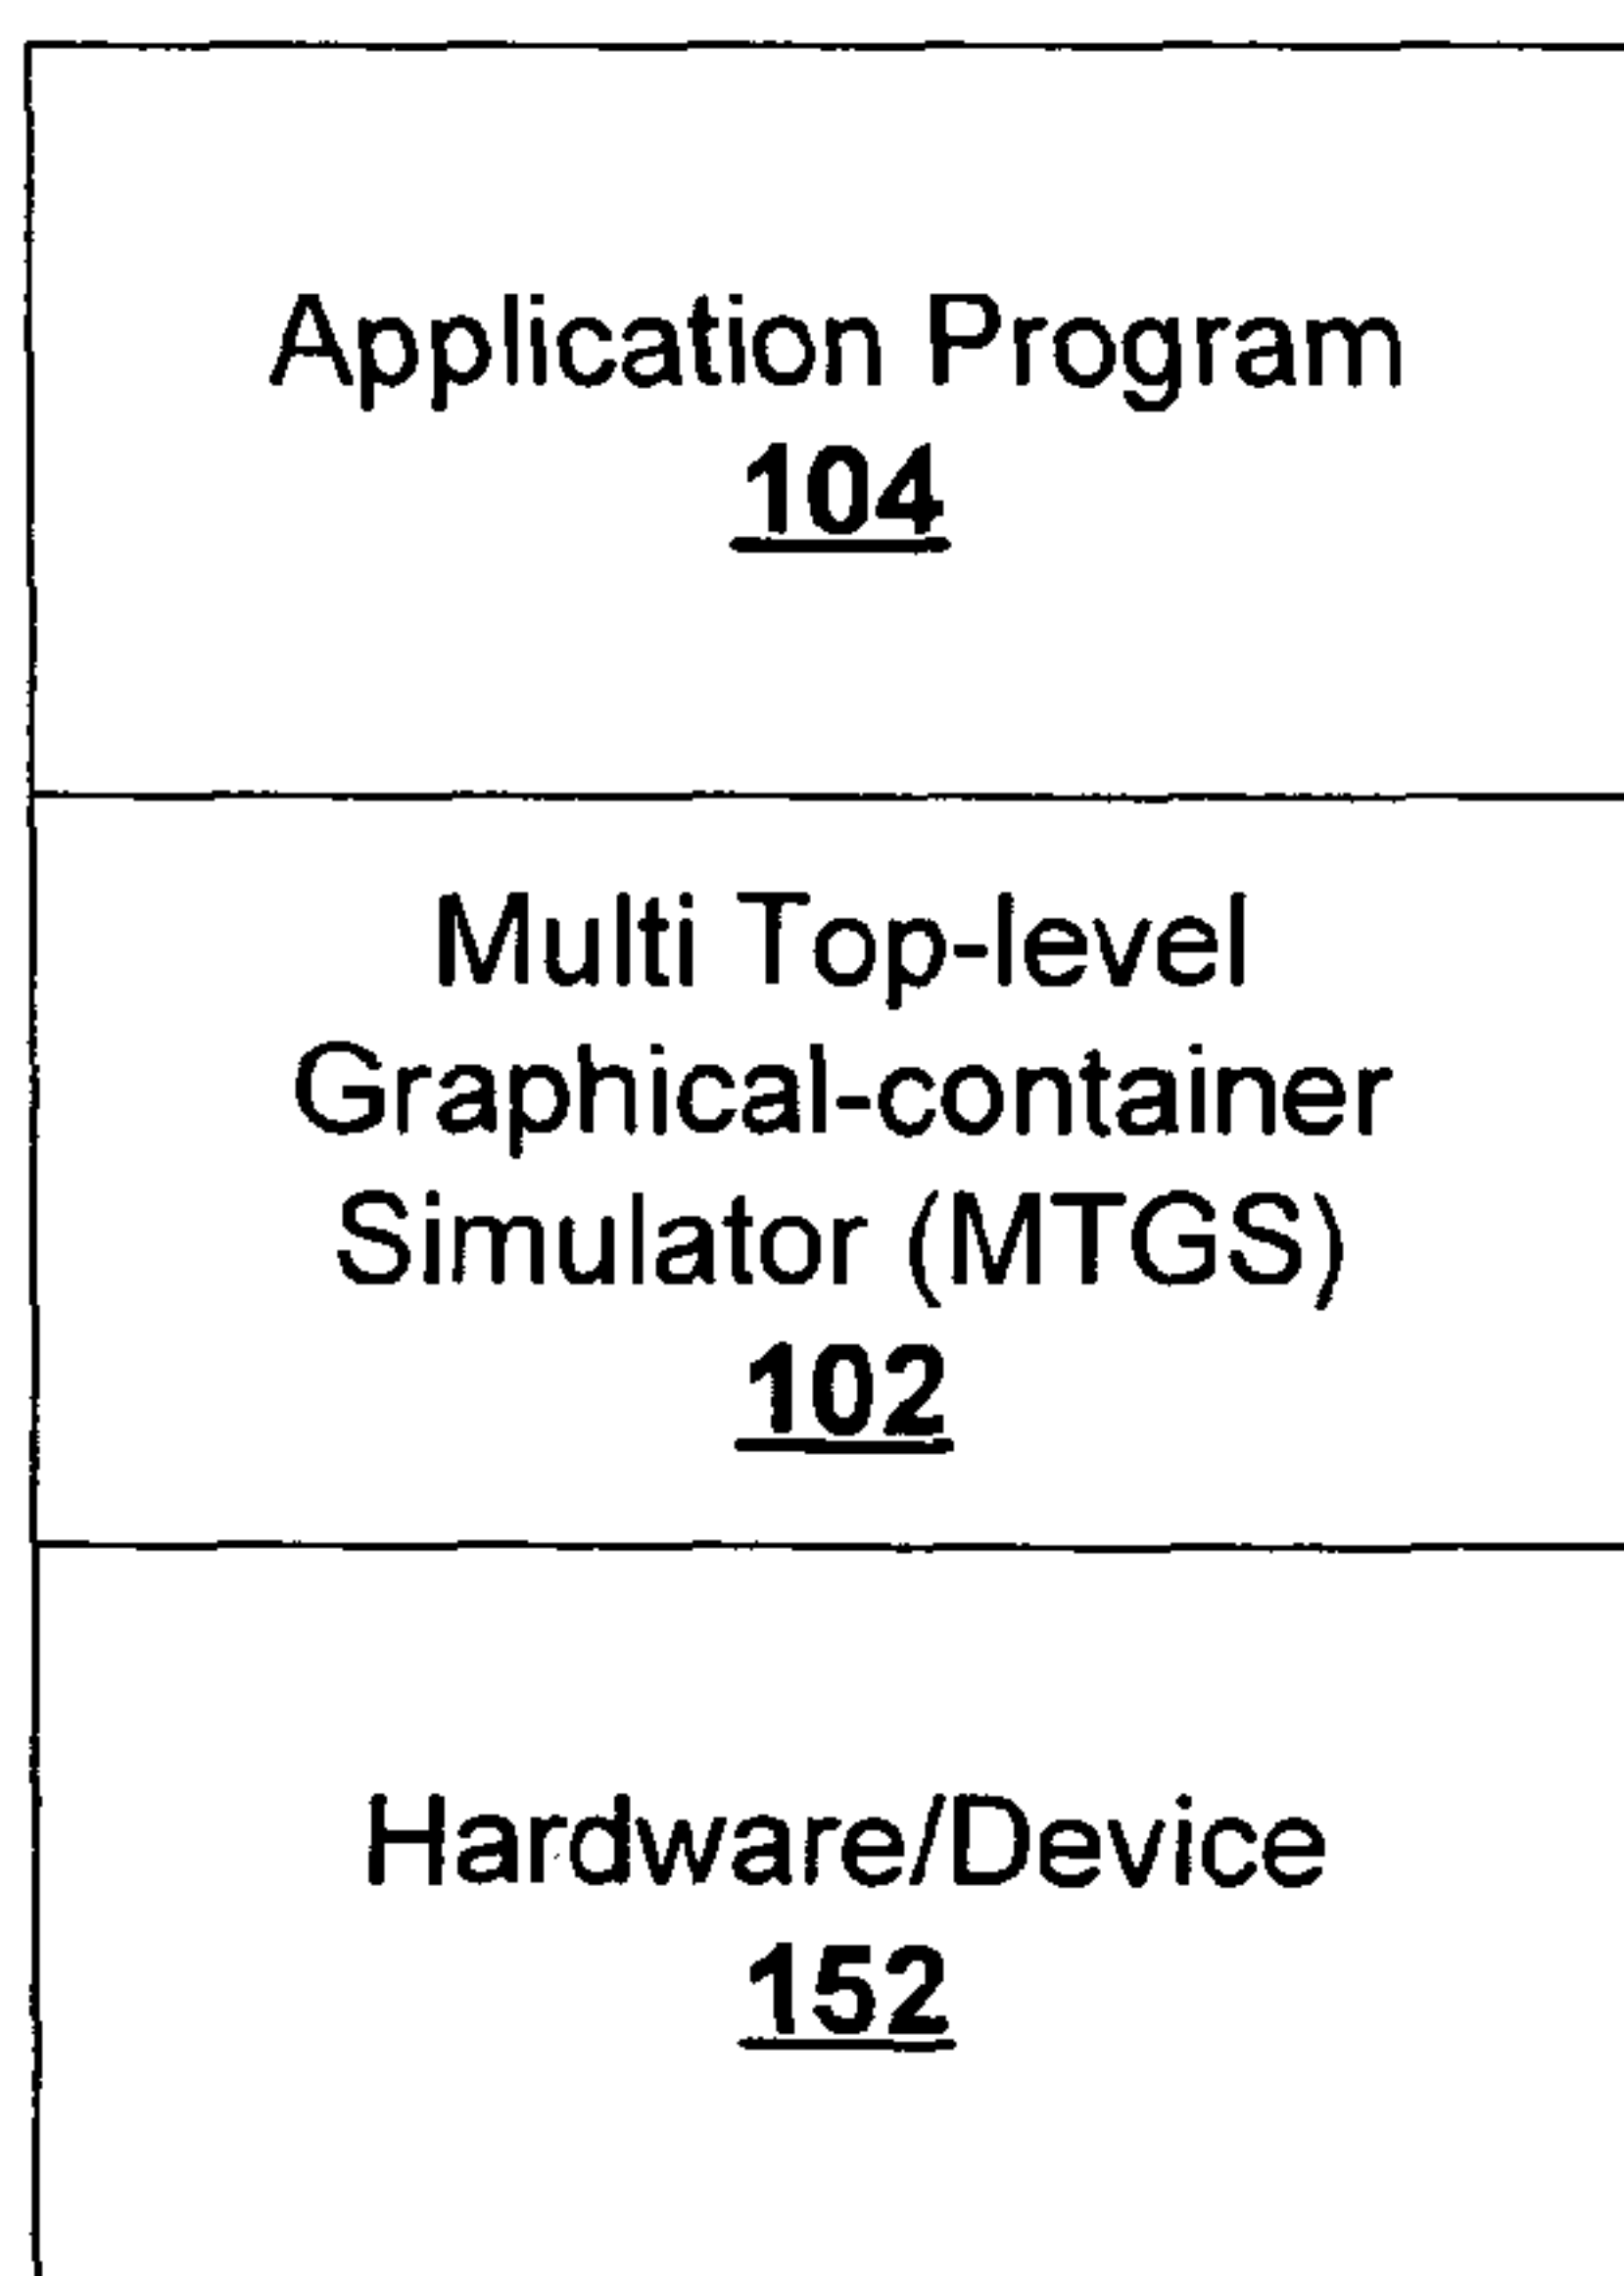 Application Program
104
Multi Top-level
Graphical-container
Simulator (MTGS)
102
Hardware/Device
152